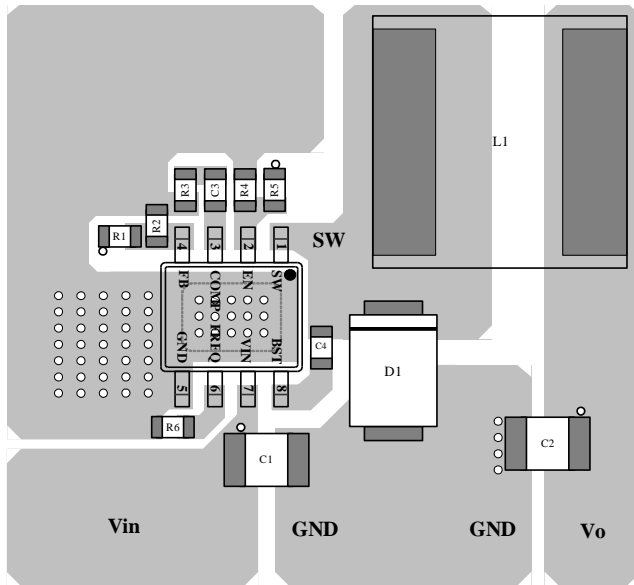 L1
R3
C3
R4
R5
R2
R1
SW
4
3
2
1
FB
COMP
EN
SW
GND
FREQ
VIN
BST
C4
D1
5
6
7
8
R6
C1
C2
Vin
GND
GND
Vo